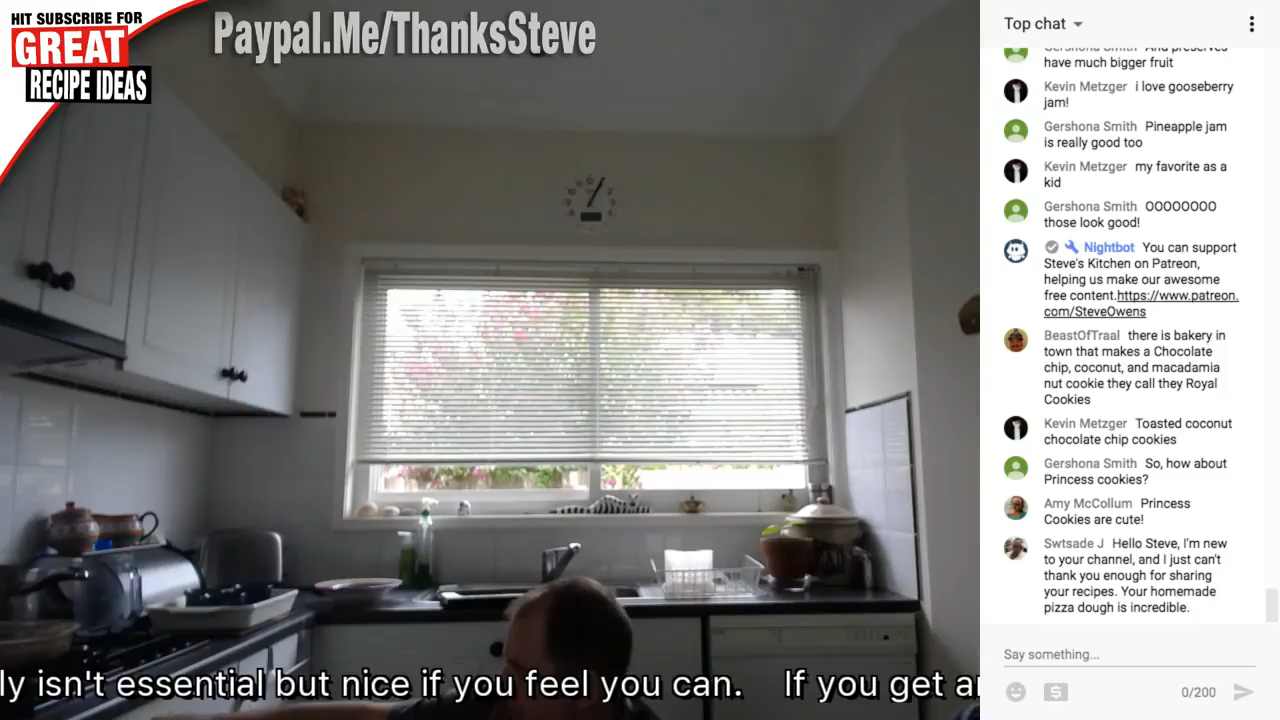 HIT SUBSCRIBE FOR
GREAT
RECIPE IDEAS
Paypal.Me/ThanksSteve
ly isn't essential but nice if you feel you can. If you get
Top chat
Gershona Smith And preserves
have much bigger fruit
Kevin Metzger i love gooseberry
jam!
Gershona Smith Pineapple jam
is really good too
Kevin Metzger my favorite as a
kid
Gershona Smith OOOOOOOO
those look good!
Nightbot You can support
Steve's Kitchen on Patreon,
helping us make our awesome
free content.https://www.patreon.
com/SteveOwens
BeastOfTraal there is bakery in
town that makes a Chocolate
chip, coconut, and macadamia
nut cookie they call they Royal
Cookies
Kevin Metzger Toasted coconut
chocolate chip cookies
Gershona Smith So, how about
Princess cookies?
Amy McCollum Princess
Cookies are cute!
Swtsade J Hello Steve, I'm new
to your channel, and I just can't
thank you enough for sharing
your recipes. Your homemade
pizza dough is incredible.
Say something...
0/200